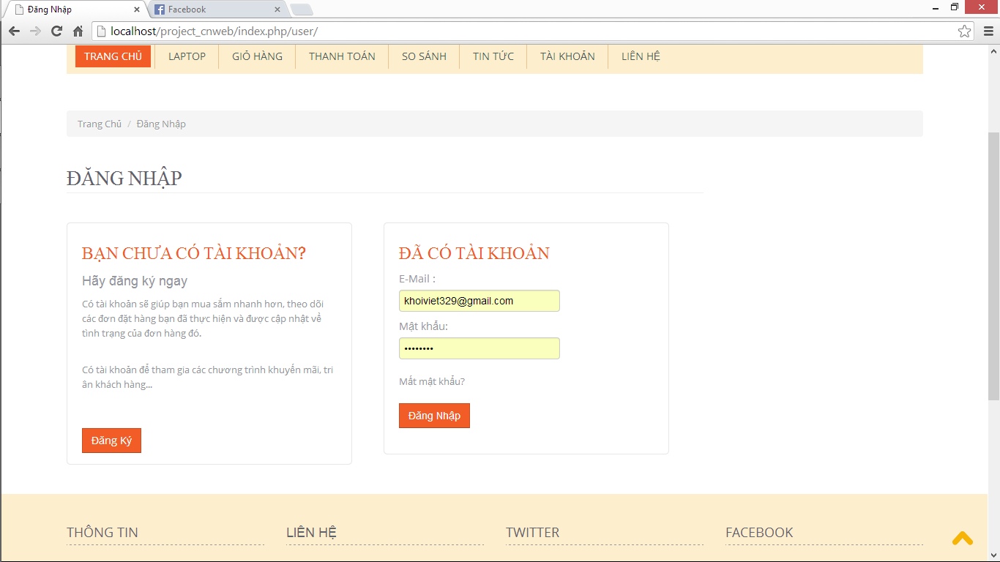 Đăng Nhập
Facebook
localhost/project_cnweb/index.php/user/
TRANG CHỦ LAPTOP GIỎ HÀNG THANH TOÁN SO SÁNH TIN TỨC TÀI KHOẢN LIÊN HỆ
Trang Chủ / Đăng Nhập
ĐĂNG NHẬP
BẠN CHƯA CÓ TÀI KHOẢN?
Hãy đăng ký ngay
Có tài khoản sẽ giúp bạn mua sắm nhanh hơn, theo dõi
các đơn đặt hàng bạn đã thực hiện và được cập nhật về
tình trạng của đơn hàng đó.
Có tài khoản để tham gia các chương trình khuyến mãi, tri
ân khách hàng...
Đăng Ký
ĐÃ CÓ TÀI KHOẢN
E-Mail :
khoiviet329@gmail.com
Mật khẩu:
••••••••
Mất mật khẩu?
Đăng Nhập
THÔNG TIN
LIÊN HỆ
TWITTER
FACEBOOK